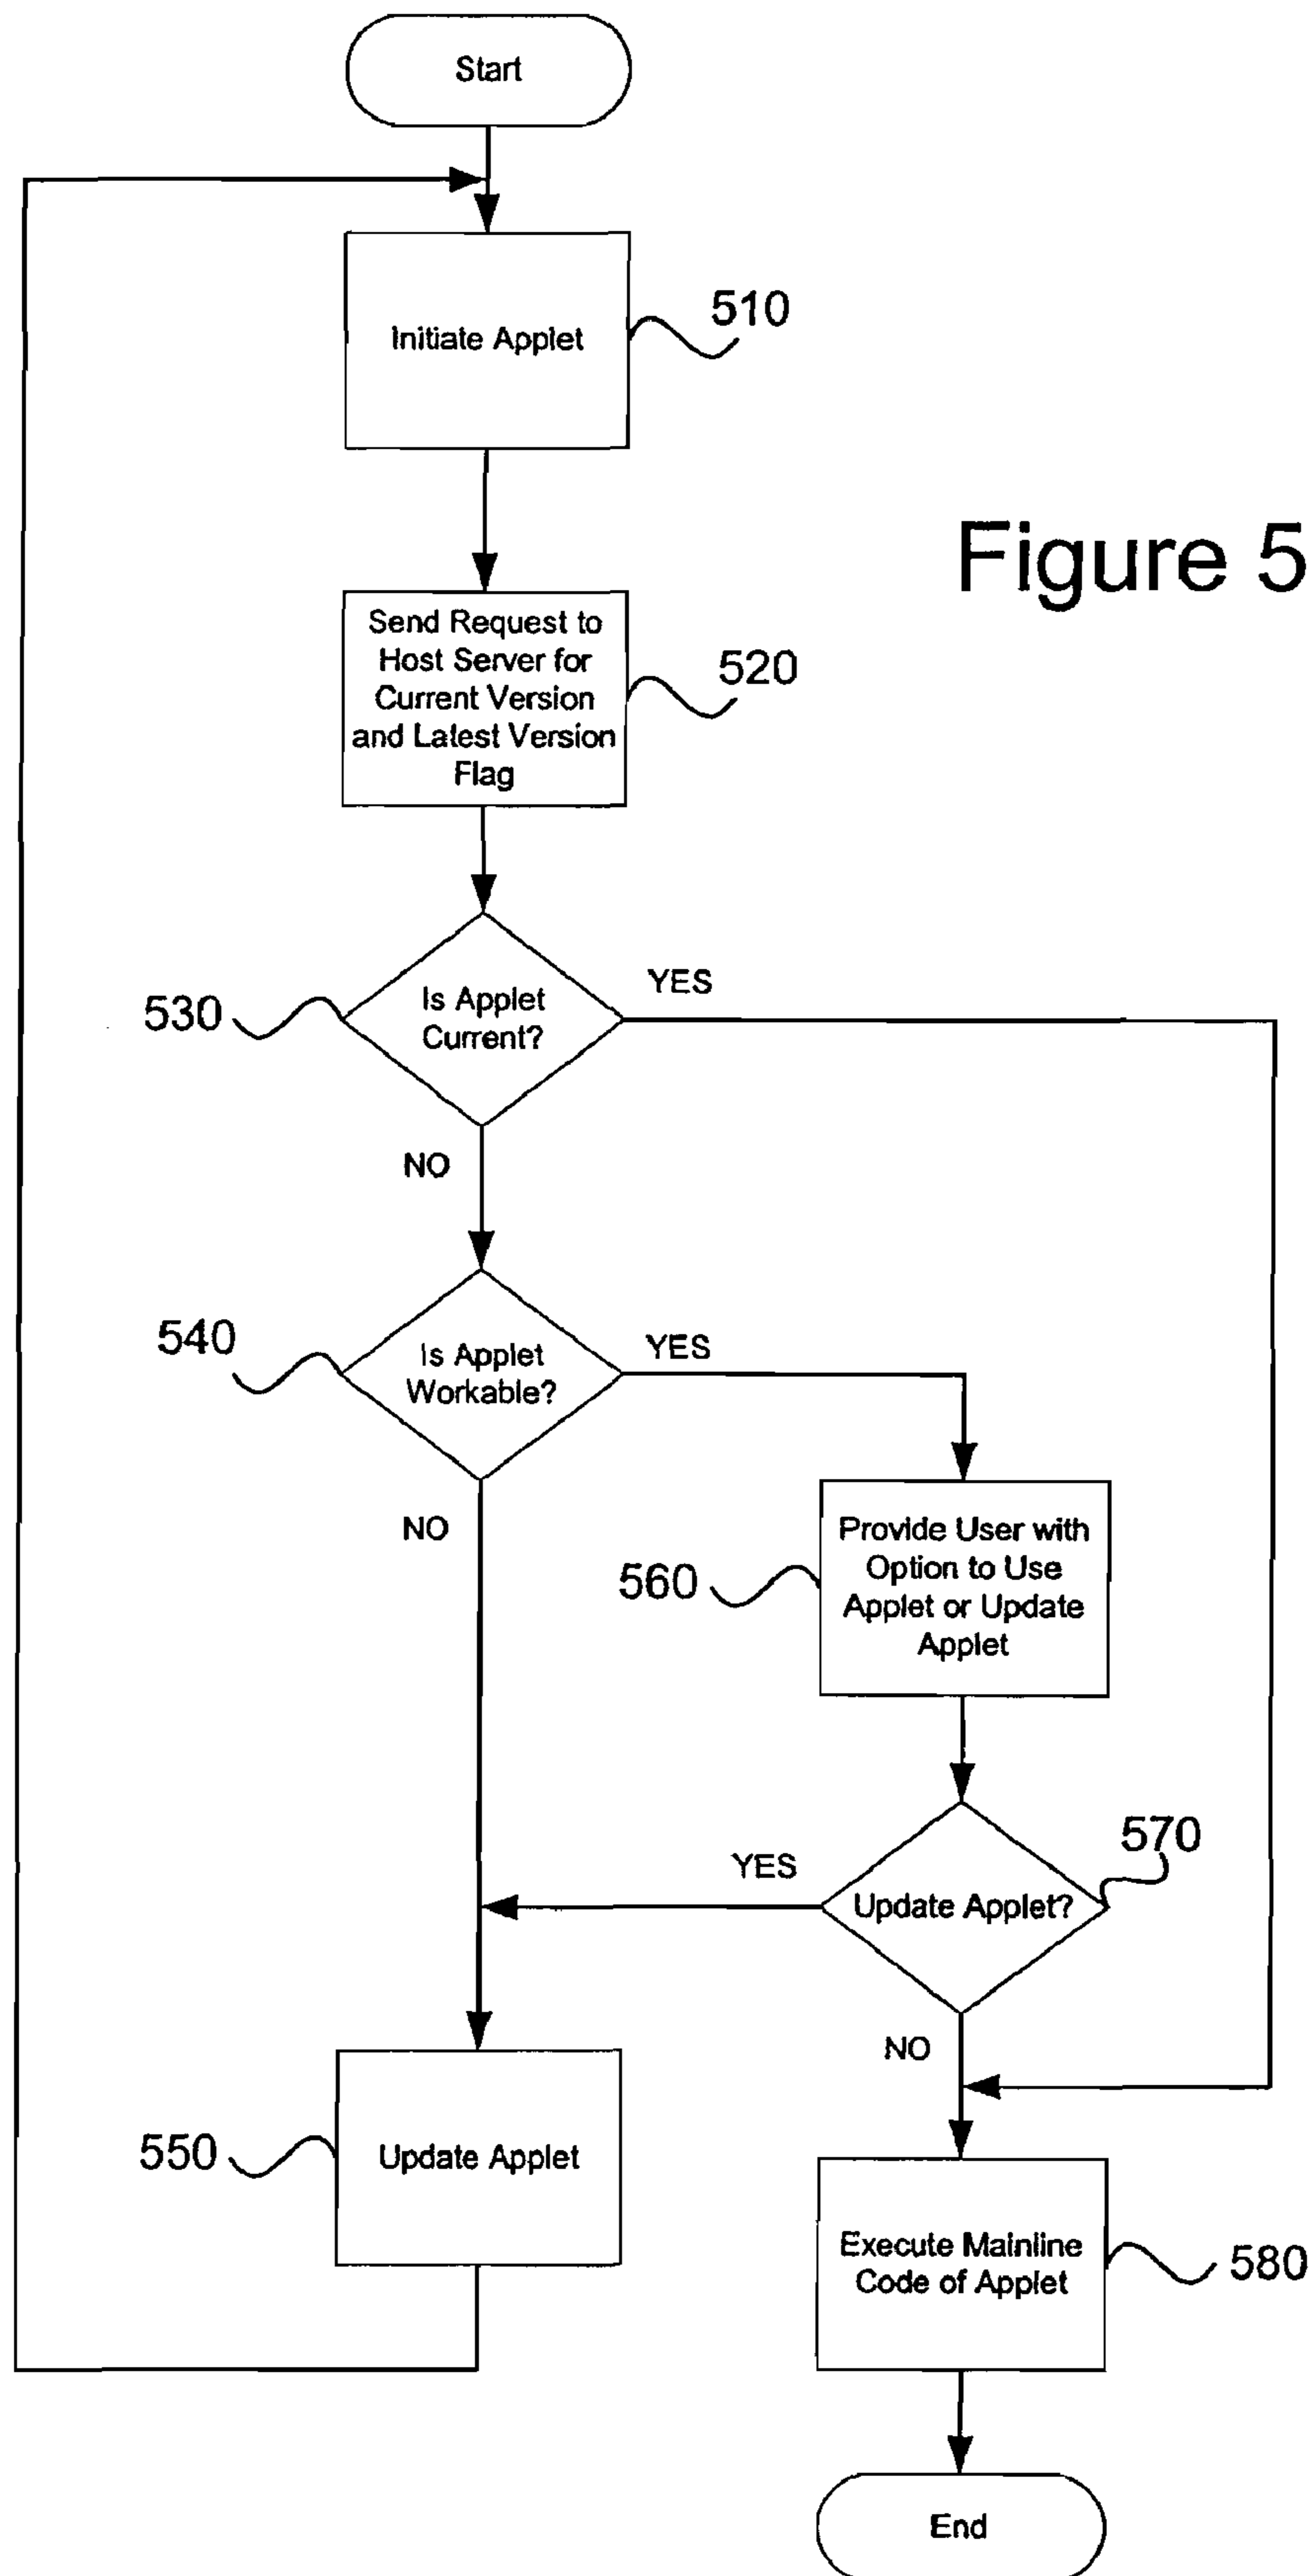 Start
Initiate Applet
510
Figure 5
Send Request to
Host Server for
Current Version
and Latest Version
Flag
520
530
Is Applet
Current?
YES
NO
540
Is Applet
Workable?
YES
NO
560
Provide User with
Option to Use
Applet or Update
Applet
570
YES
Update Applet?
NO
550
Update Applet
Execute Mainline
Code of Applet
580
End